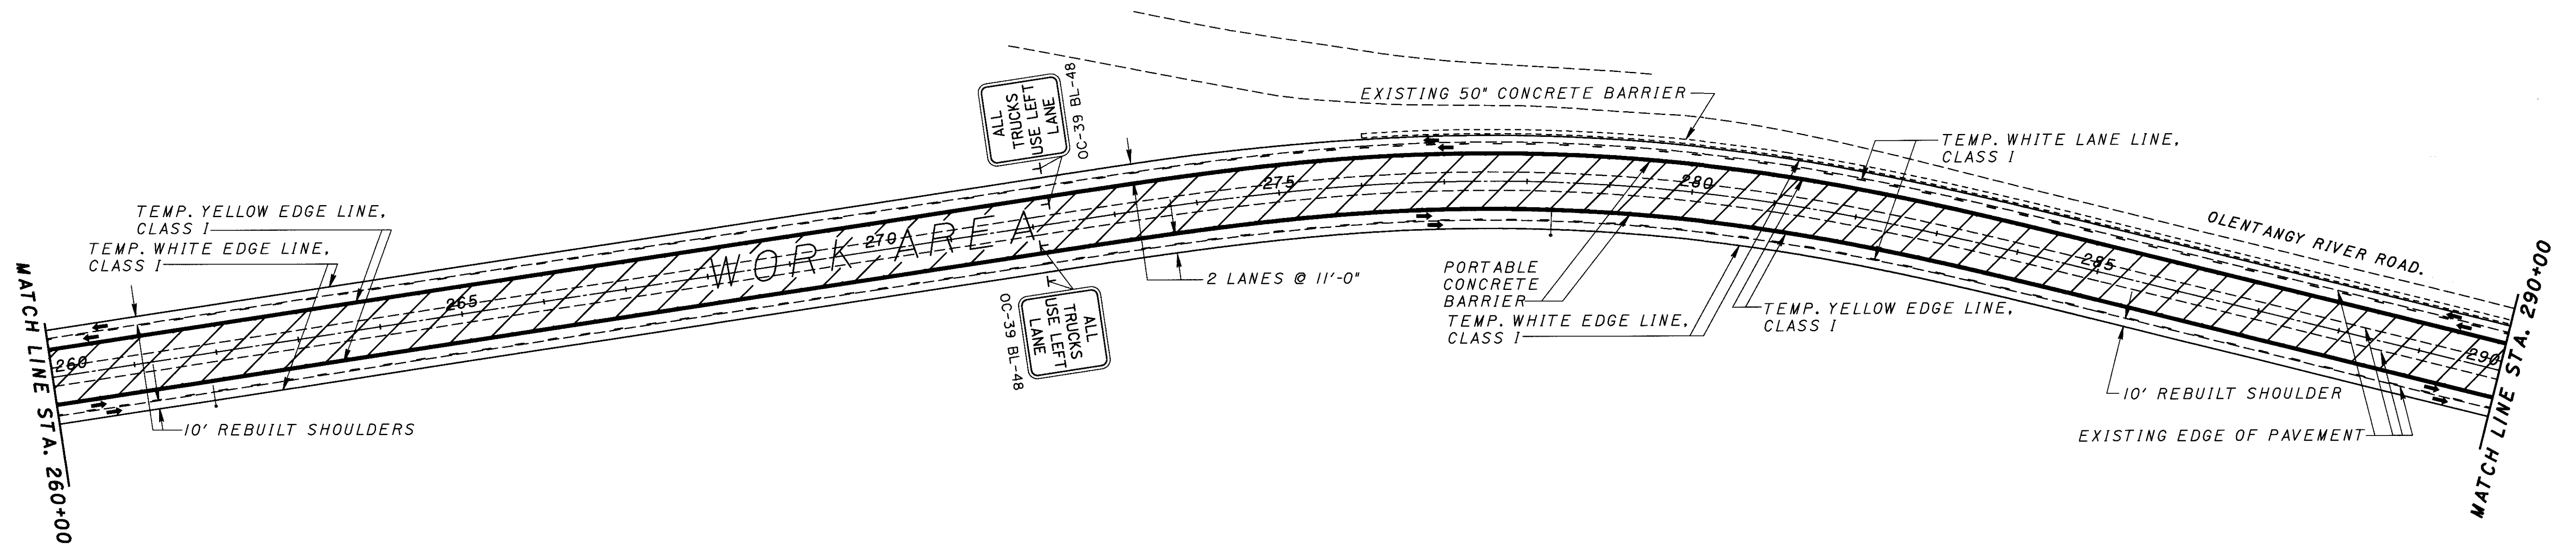 EXISTING 50" CONCRETE BARRIER
ALL
TRUCKS
USE LEFT
LANE
OC-39 BL-48
TEMP. WHITE LANE LINE,
CLASS I
OLENTANGY RIVER ROAD.
TEMP. YELLOW EDGE LINE,
CLASS I
TEMP. WHITE EDGE LINE,
CLASS I
MATCH LINE STA. 260+00
260
265
270
275
280
285
290
WORK AREA
MATCH LINE STA. 290+00
2 LANES @ 11'-0"
PORTABLE
CONCRETE
BARRIER
TEMP. WHITE EDGE LINE,
CLASS I
TEMP. YELLOW EDGE LINE,
CLASS I
ALL
TRUCKS
USE LEFT
LANE
OC-39 BL-48
10' REBUILT SHOULDERS
10' REBUILT SHOULDER
EXISTING EDGE OF PAVEMENT